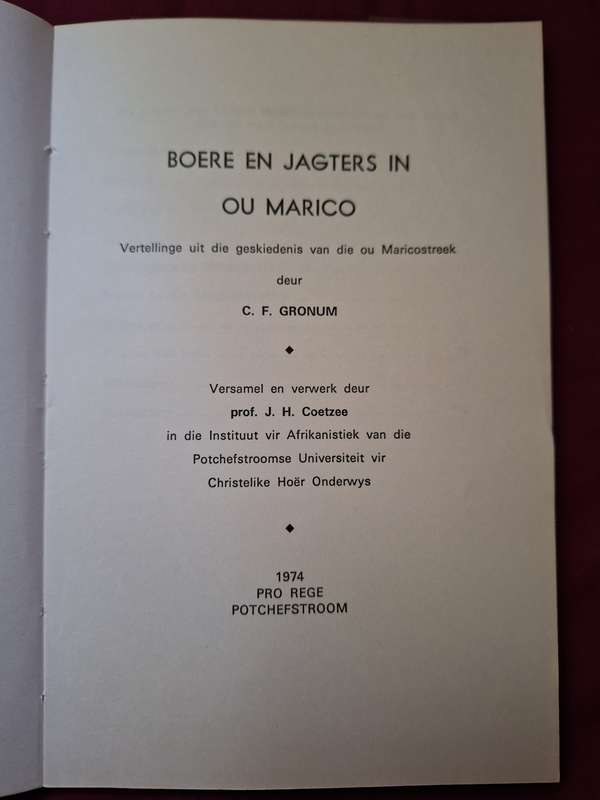 BOERE EN JAGTERS IN
OU MARICO
Vertellinge uit die geskiedenis van die ou Maricostreek
deur
C. F. GRONUM
Versamel en verwerk deur
prof. J. H. Coetzee
in die Instituut vir Afrikanistiek van die
Potchefstroomse Universiteit vir
Christelike Hoër Onderwys
1974
PRO REGE
POTCHEFSTROOM